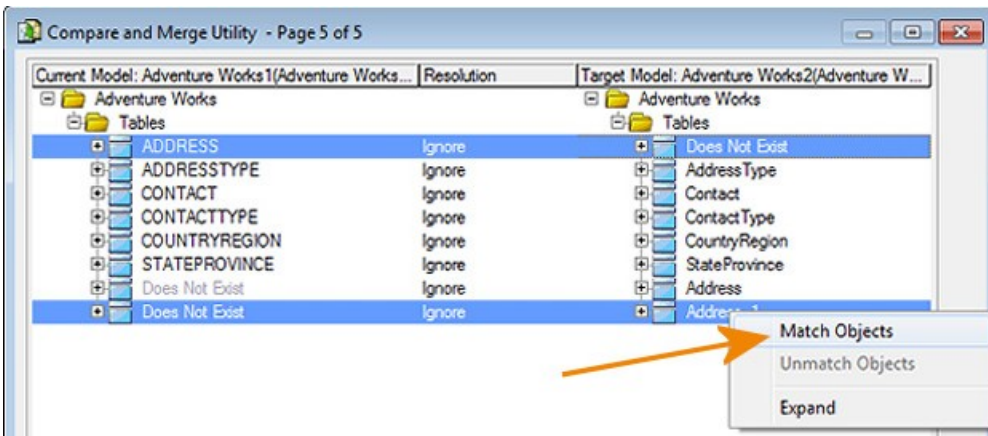 Compare and Merge Utility - Page 5 of 5
Current Model: Adventure Works1(Adventure Works... Resolution Target Model: Adventure Works2(Adventure W...
Adventure Works Adventure Works
Tables Tables
ADDRESS Ignore Does Not Exist
ADDRESSTYPE Ignore AddressType
CONTACT Ignore Contact
CONTACTTYPE Ignore ContactType
COUNTRYREGION Ignore CountryRegion
STATEPROVINCE Ignore StateProvince
Does Not Exist Ignore Address
Does Not Exist Ignore
Match Objects
Unmatch Objects
Expand